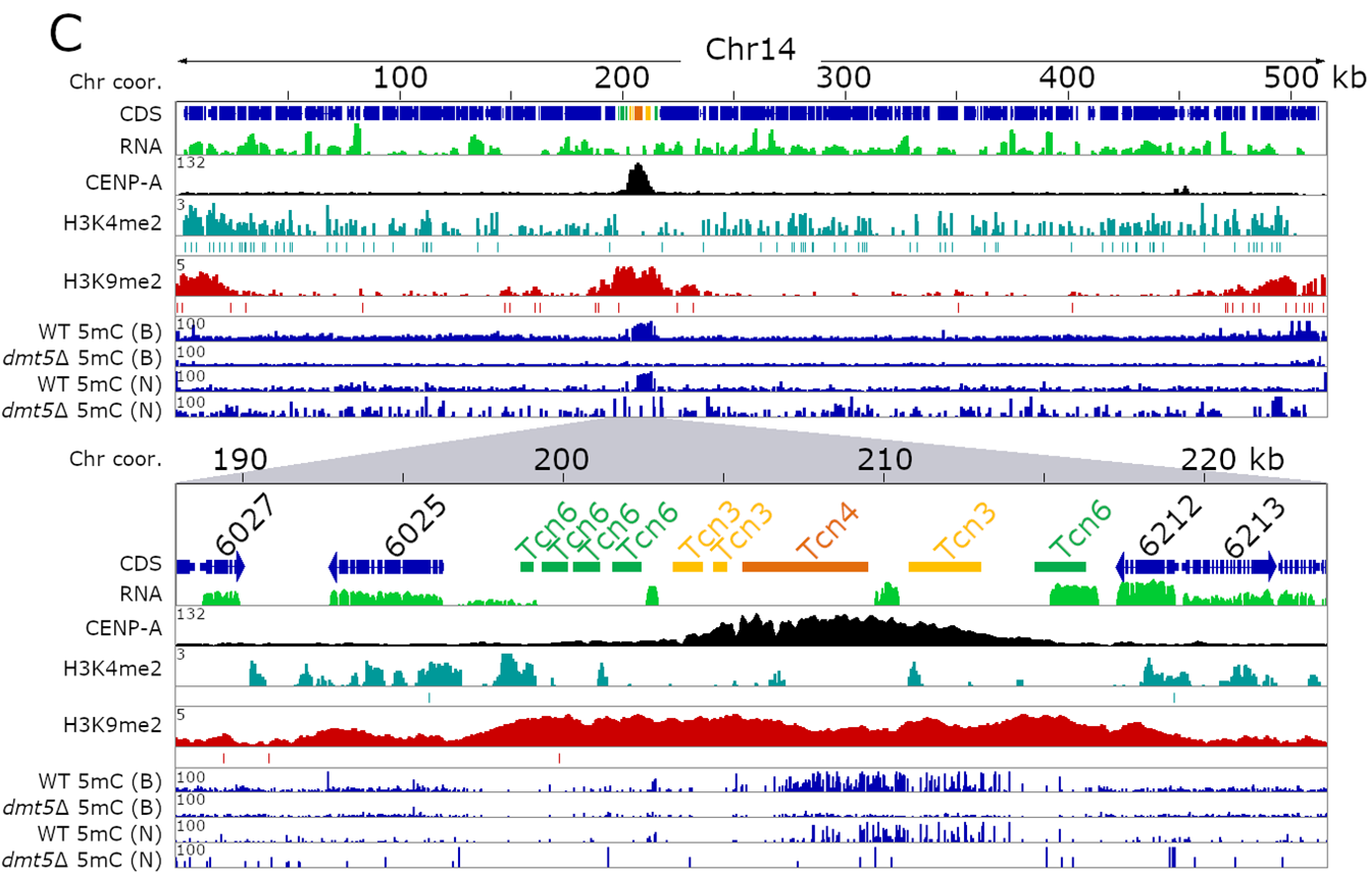 C
Chr14
Chr coor. 100 200 300 400 500 kb
CDS
RNA
132
CENP-A
3
H3K4me2
5
H3K9me2
WT 5mC (B) 100
dmt5Δ 5mC (B) 100
WT 5mC (N) 100
dmt5Δ 5mC (N) 100
Chr coor. 190 200 210 220 kb
6027 6025 Tcn6 Tcn6 Tcn6 Tcn6 Tcn3 Tcn3 Tcn4 Tcn3 Tcn6 6212 6213
CDS
RNA
132
CENP-A
3
H3K4me2
5
H3K9me2
WT 5mC (B) 100
dmt5Δ 5mC (B) 100
WT 5mC (N) 100
dmt5Δ 5mC (N) 100